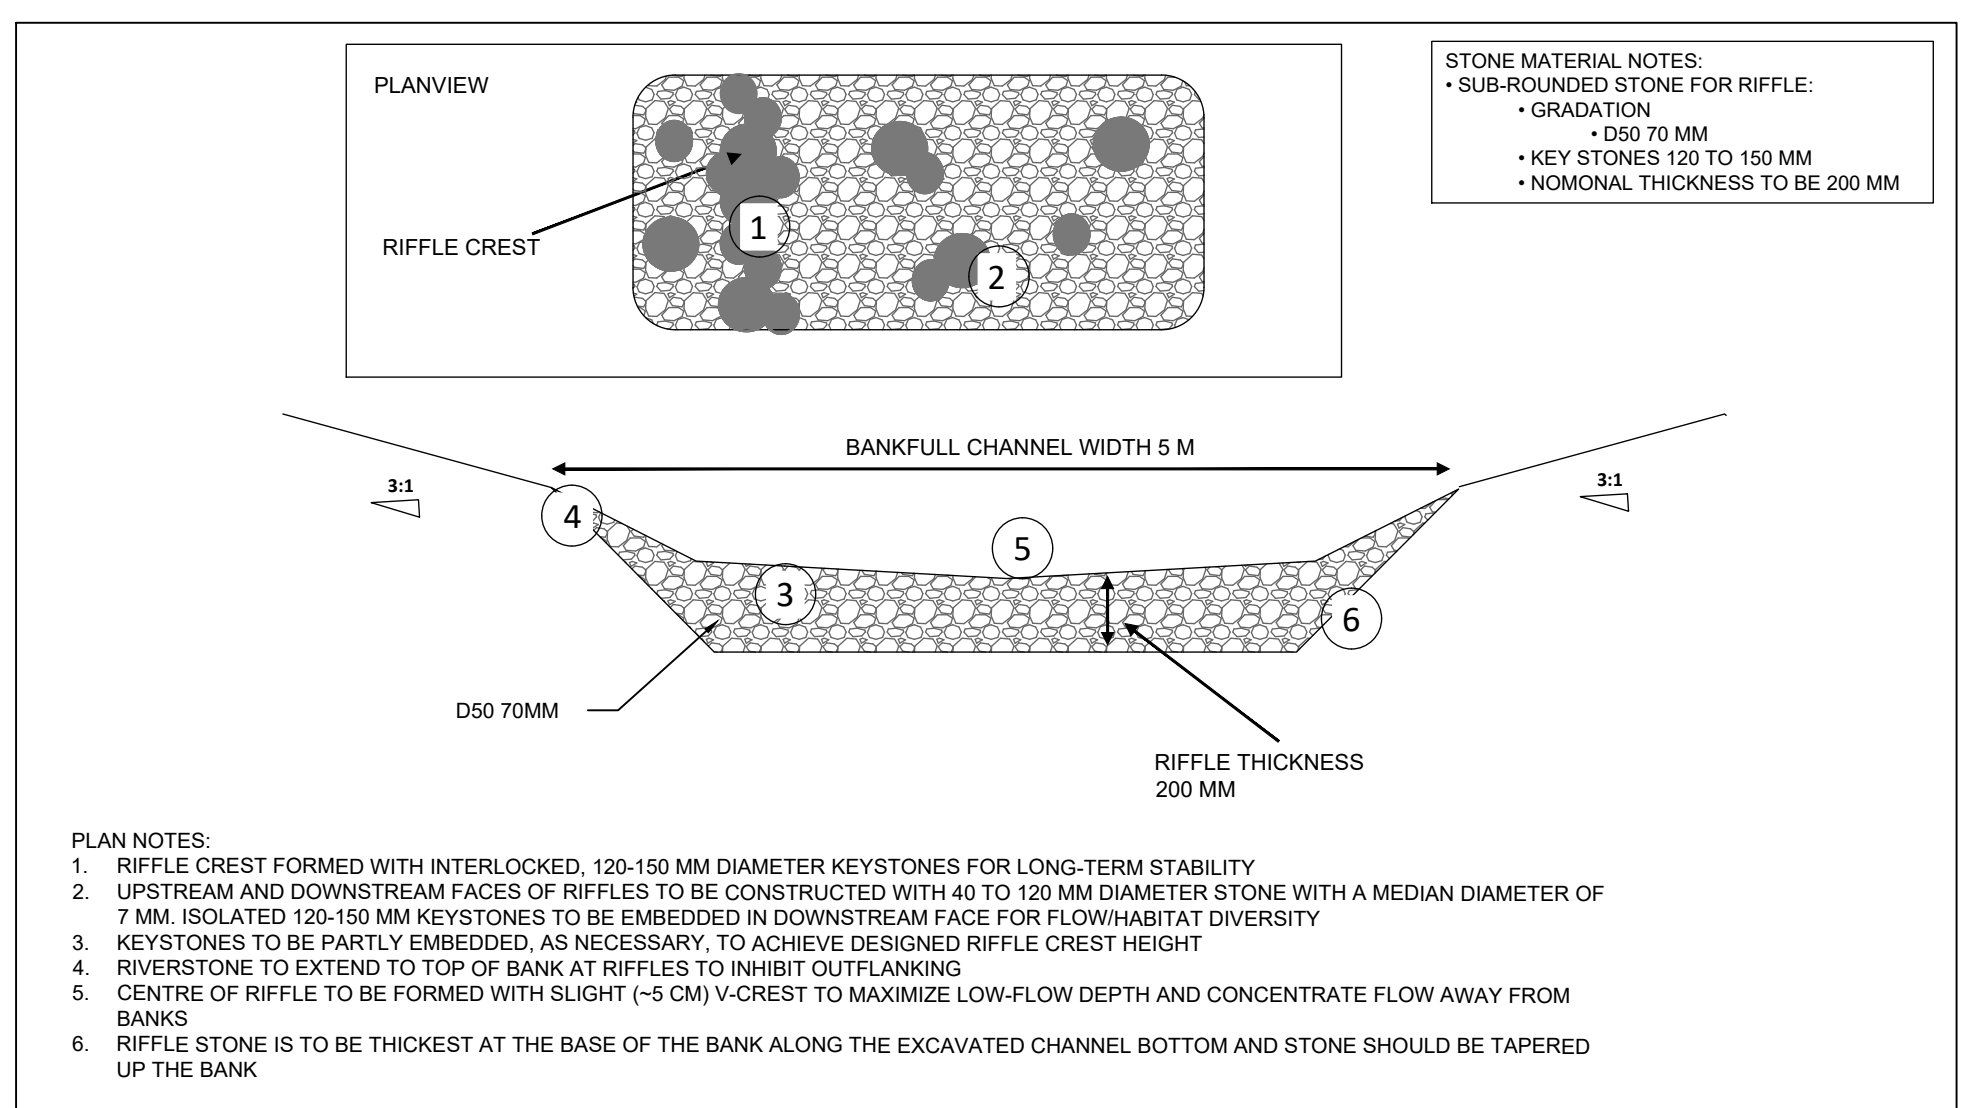 PLANVIEW
RIFFLE CREST
1
2
STONE MATERIAL NOTES:
• SUB-ROUNDED STONE FOR RIFFLE:
• GRADATION
• D50 70 MM
• KEY STONES 120 TO 150 MM
• NOMONAL THICKNESS TO BE 200 MM
BANKFULL CHANNEL WIDTH 5 M
3:1
3:1
4
5
3
6
D50 70MM
RIFFLE THICKNESS
200 MM
PLAN NOTES:
1. RIFFLE CREST FORMED WITH INTERLOCKED, 120-150 MM DIAMETER KEYSTONES FOR LONG-TERM STABILITY
2. UPSTREAM AND DOWNSTREAM FACES OF RIFFLES TO BE CONSTRUCTED WITH 40 TO 120 MM DIAMETER STONE WITH A MEDIAN DIAMETER OF
7 MM. ISOLATED 120-150 MM KEYSTONES TO BE EMBEDDED IN DOWNSTREAM FACE FOR FLOW/HABITAT DIVERSITY
3. KEYSTONES TO BE PARTLY EMBEDDED, AS NECESSARY, TO ACHIEVE DESIGNED RIFFLE CREST HEIGHT
4. RIVERSTONE TO EXTEND TO TOP OF BANK AT RIFFLES TO INHIBIT OUTFLANKING
5. CENTRE OF RIFFLE TO BE FORMED WITH SLIGHT (~5 CM) V-CREST TO MAXIMIZE LOW-FLOW DEPTH AND CONCENTRATE FLOW AWAY FROM
BANKS
6. RIFFLE STONE IS TO BE THICKEST AT THE BASE OF THE BANK ALONG THE EXCAVATED CHANNEL BOTTOM AND STONE SHOULD BE TAPERED
UP THE BANK